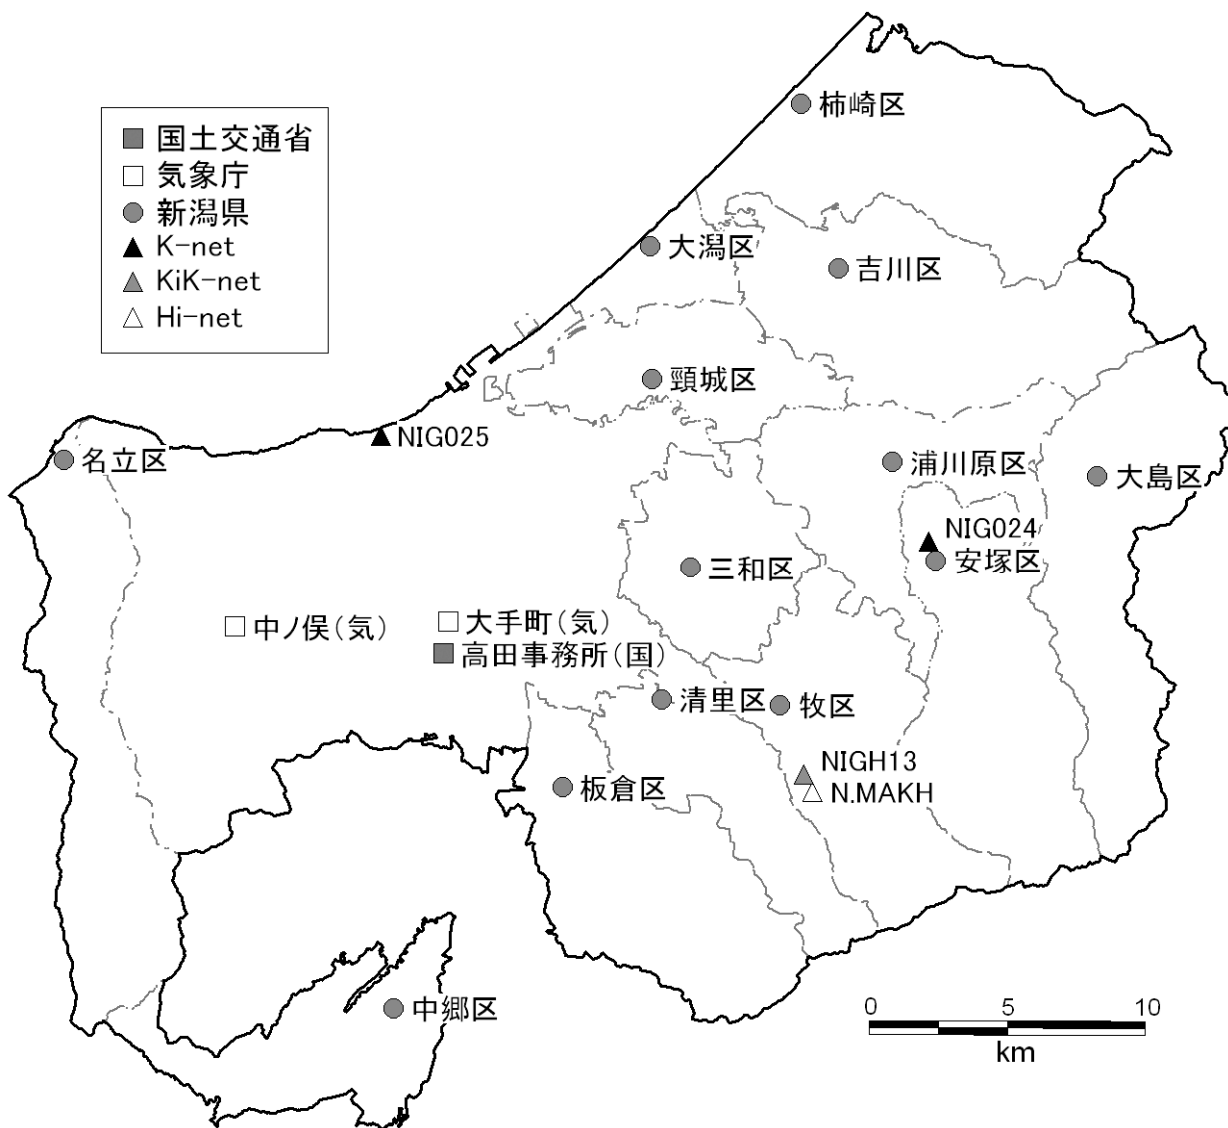 国土交通省
気象庁
新潟県
K-net
KiK-net
Hi-net
柿崎区
大潟区
吉川区
頸城区
NIG025
名立区
浦川原区
大島区
NIG024
安塚区
三和区
中ノ俣(気)
大手町(気)
高田事務所(国)
清里区
牧区
NIGH13
N.MAKH
板倉区
中郷区
0 5 10
km